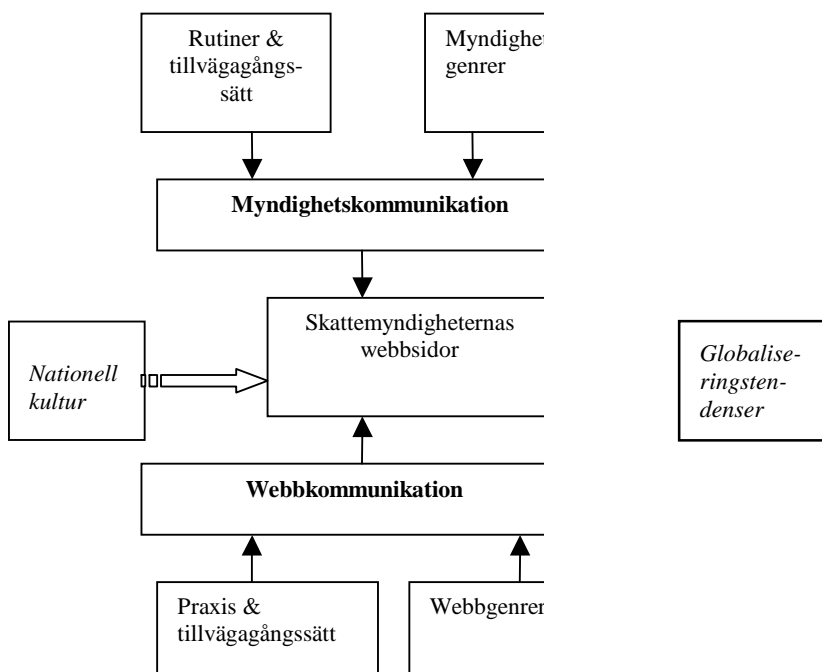 Rutiner &
tillvägagångs-
sätt
Myndighet
genrer
Myndighetskommunikation
Skattemyndigheternas
webbsidor
Nationell
kultur
Globalise-
ringsten-
denser
Webbkommunikation
Praxis &
tillvägagångssätt
Webbgenrer